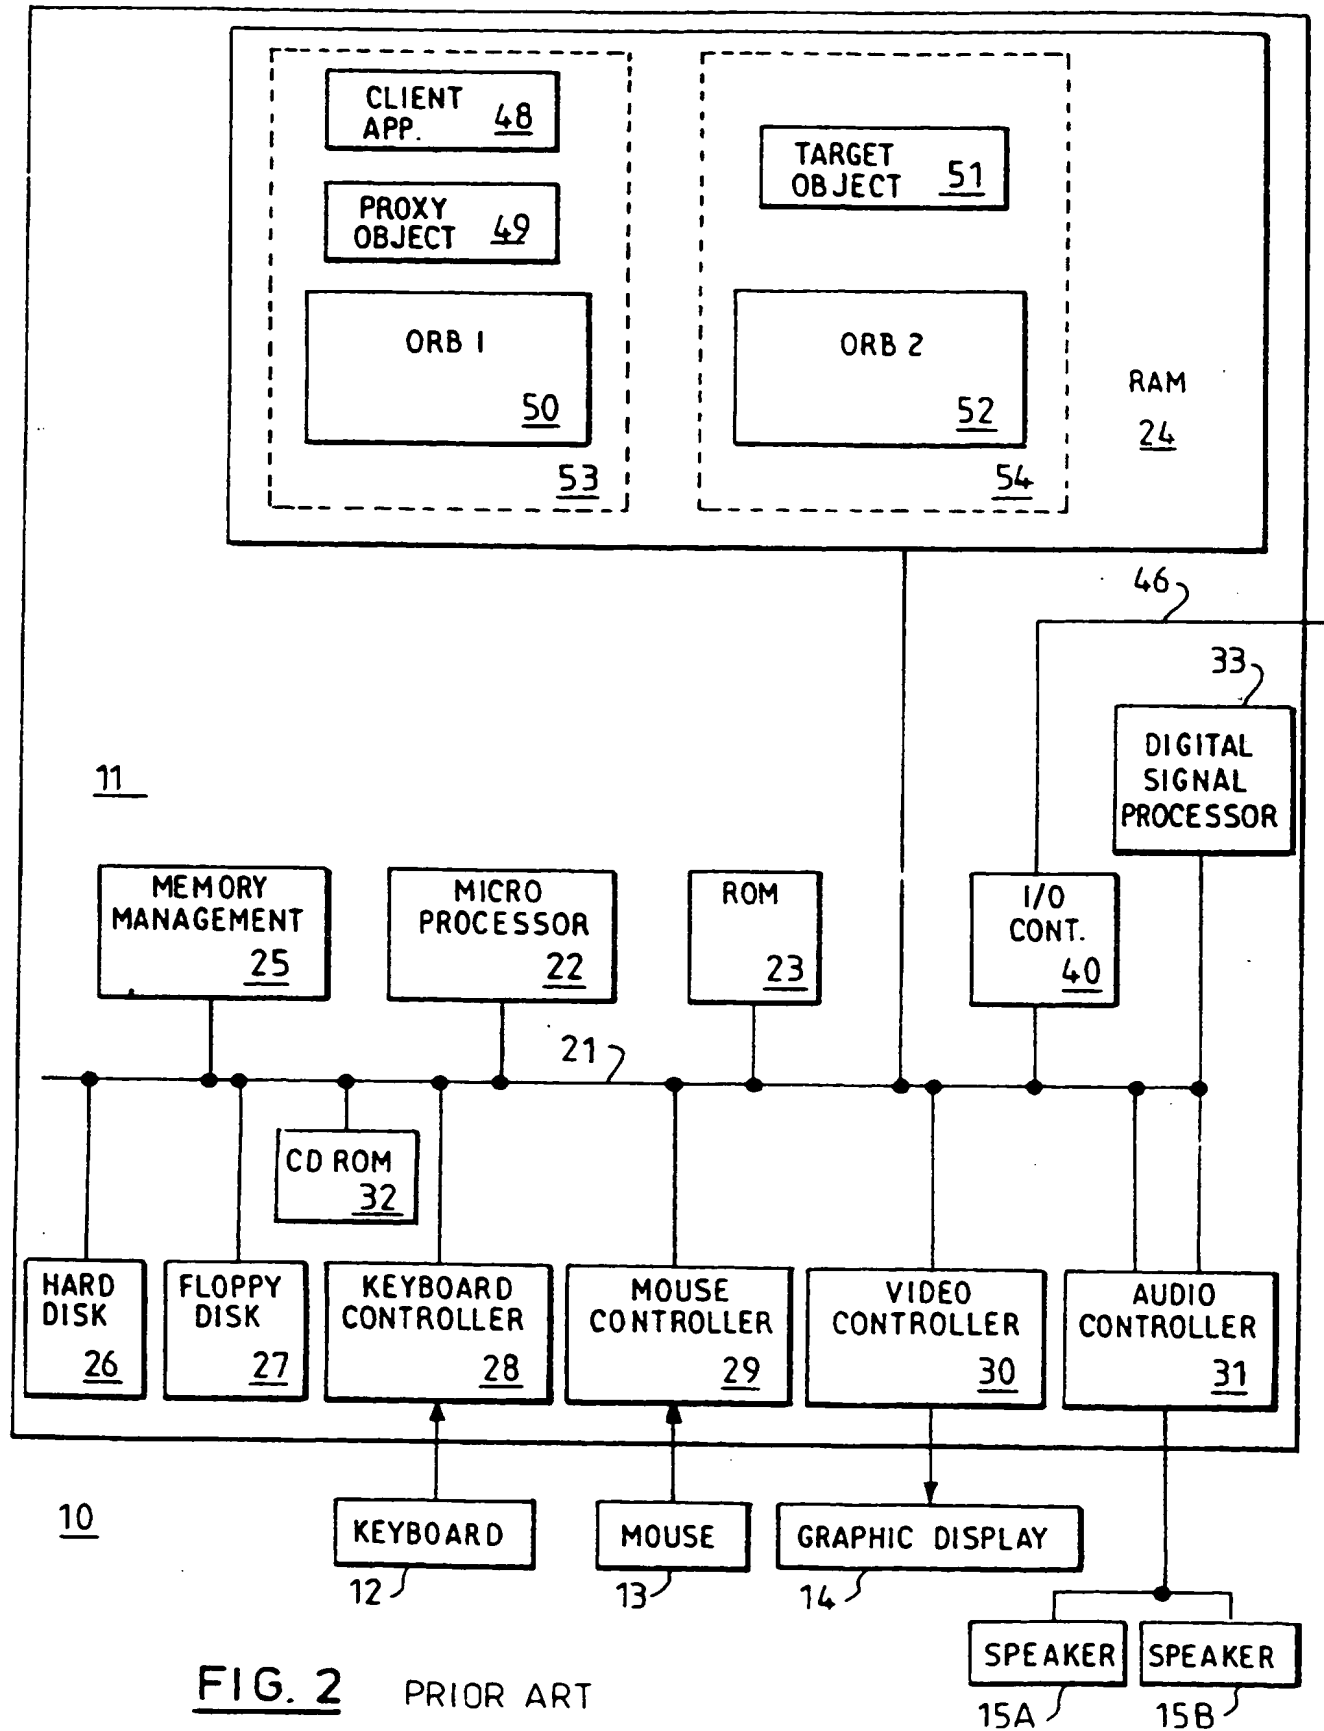 CLIENT
APP. 48
PROXY
OBJECT 49
ORB 1
50
53
TARGET
OBJECT 51
ORB 2
52
54
RAM
24
46
33
DIGITAL
SIGNAL
PROCESSOR
11
MEMORY
MANAGEMENT
25
MICRO
PROCESSOR
22
ROM
23
I/O
CONT.
40
21
CD ROM
32
HARD
DISK
26
FLOPPY
DISK
27
KEYBOARD
CONTROLLER
28
MOUSE
CONTROLLER
29
VIDEO
CONTROLLER
30
AUDIO
CONTROLLER
31
10
KEYBOARD
12
MOUSE
13
GRAPHIC DISPLAY
14
SPEAKER
15A
SPEAKER
15B
FIG. 2 PRIOR ART